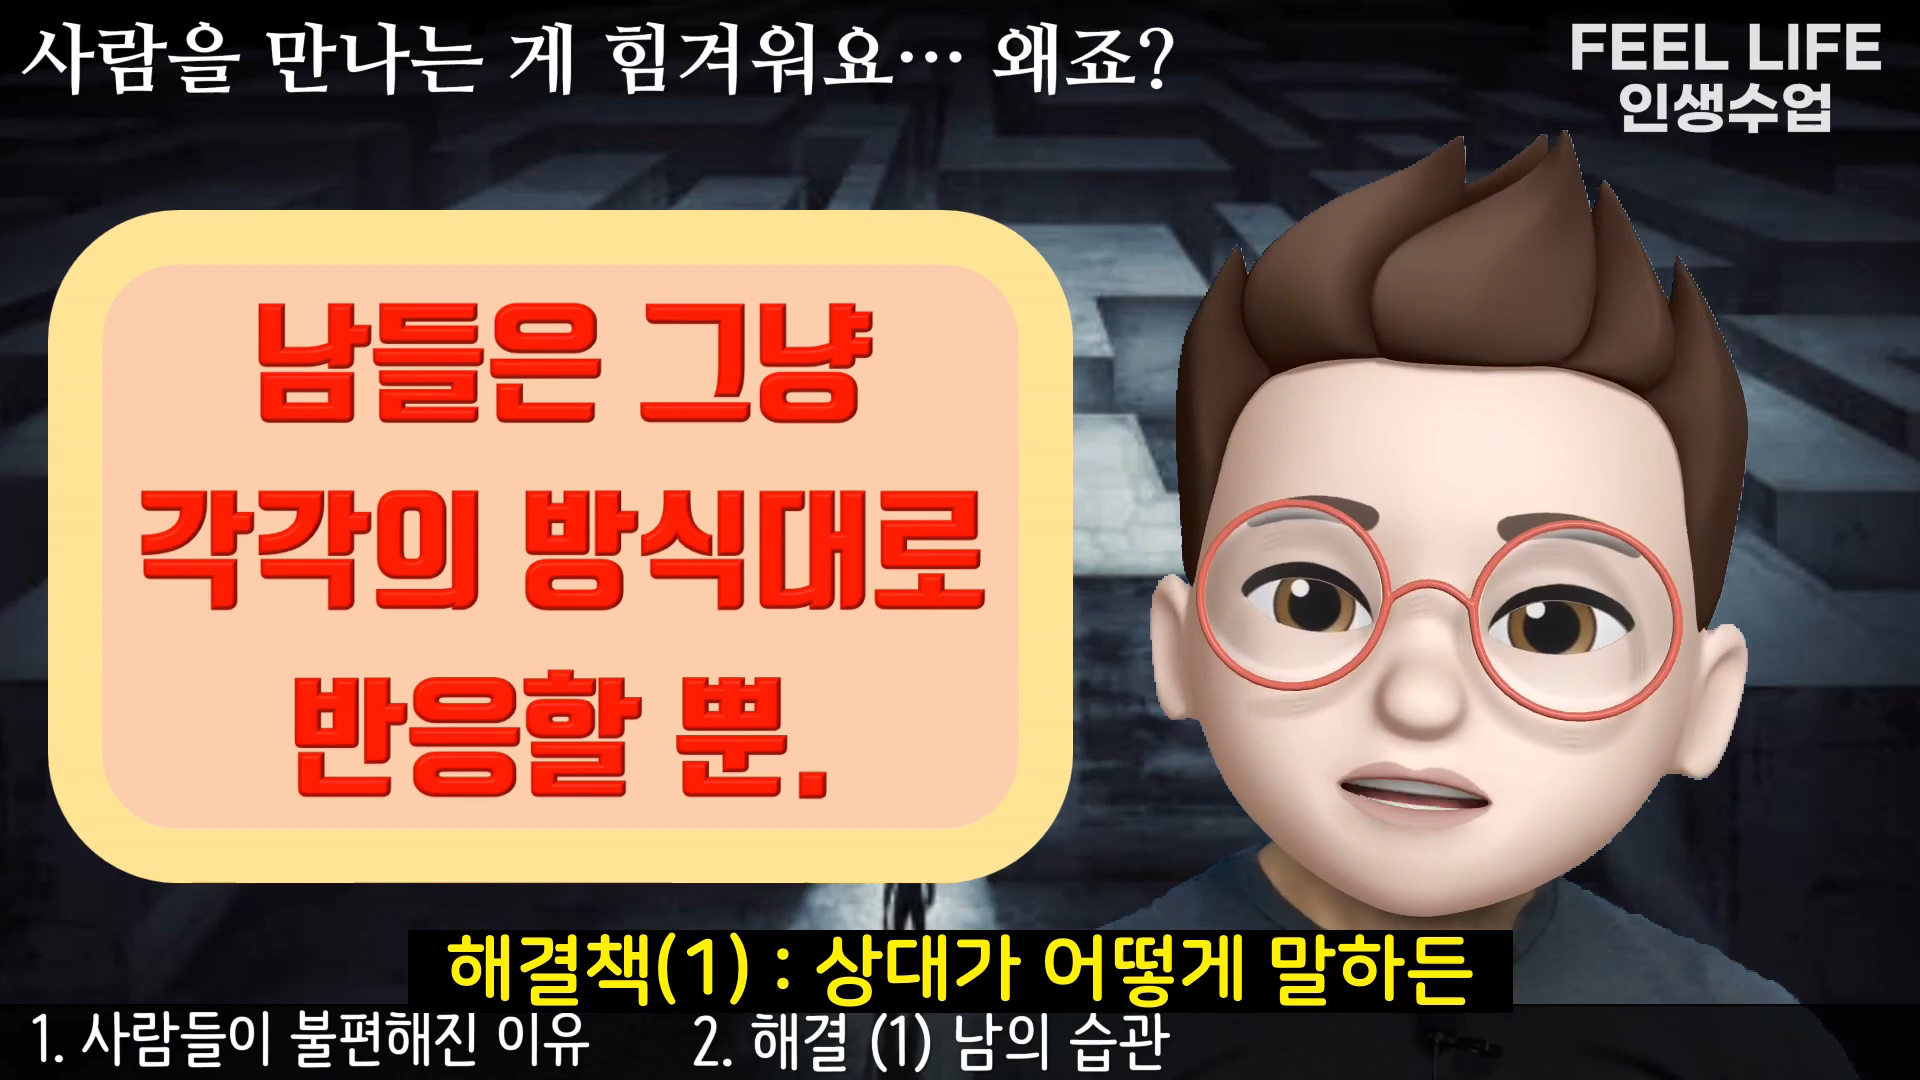 사람을 만나는 게 힘겨워요… 왜죠?
FEEL LIFE
인생수업
남들은 그냥
각각의 방식대로
반응할 뿐.
해결책(1) : 상대가 어떻게 말하든
1. 사람들이 불편해진 이유
2. 해결 (1) 남의 습관